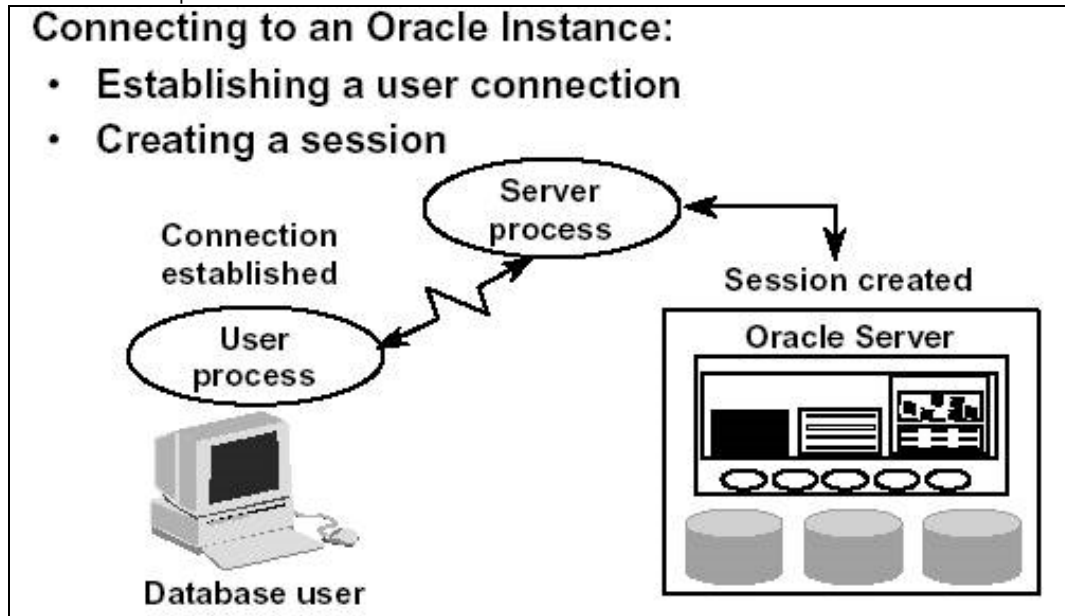 Connecting to an Oracle Instance:
• Establishing a user connection
• Creating a session
Server
process
Connection
established
Session created
User
process
Oracle Server
Database user